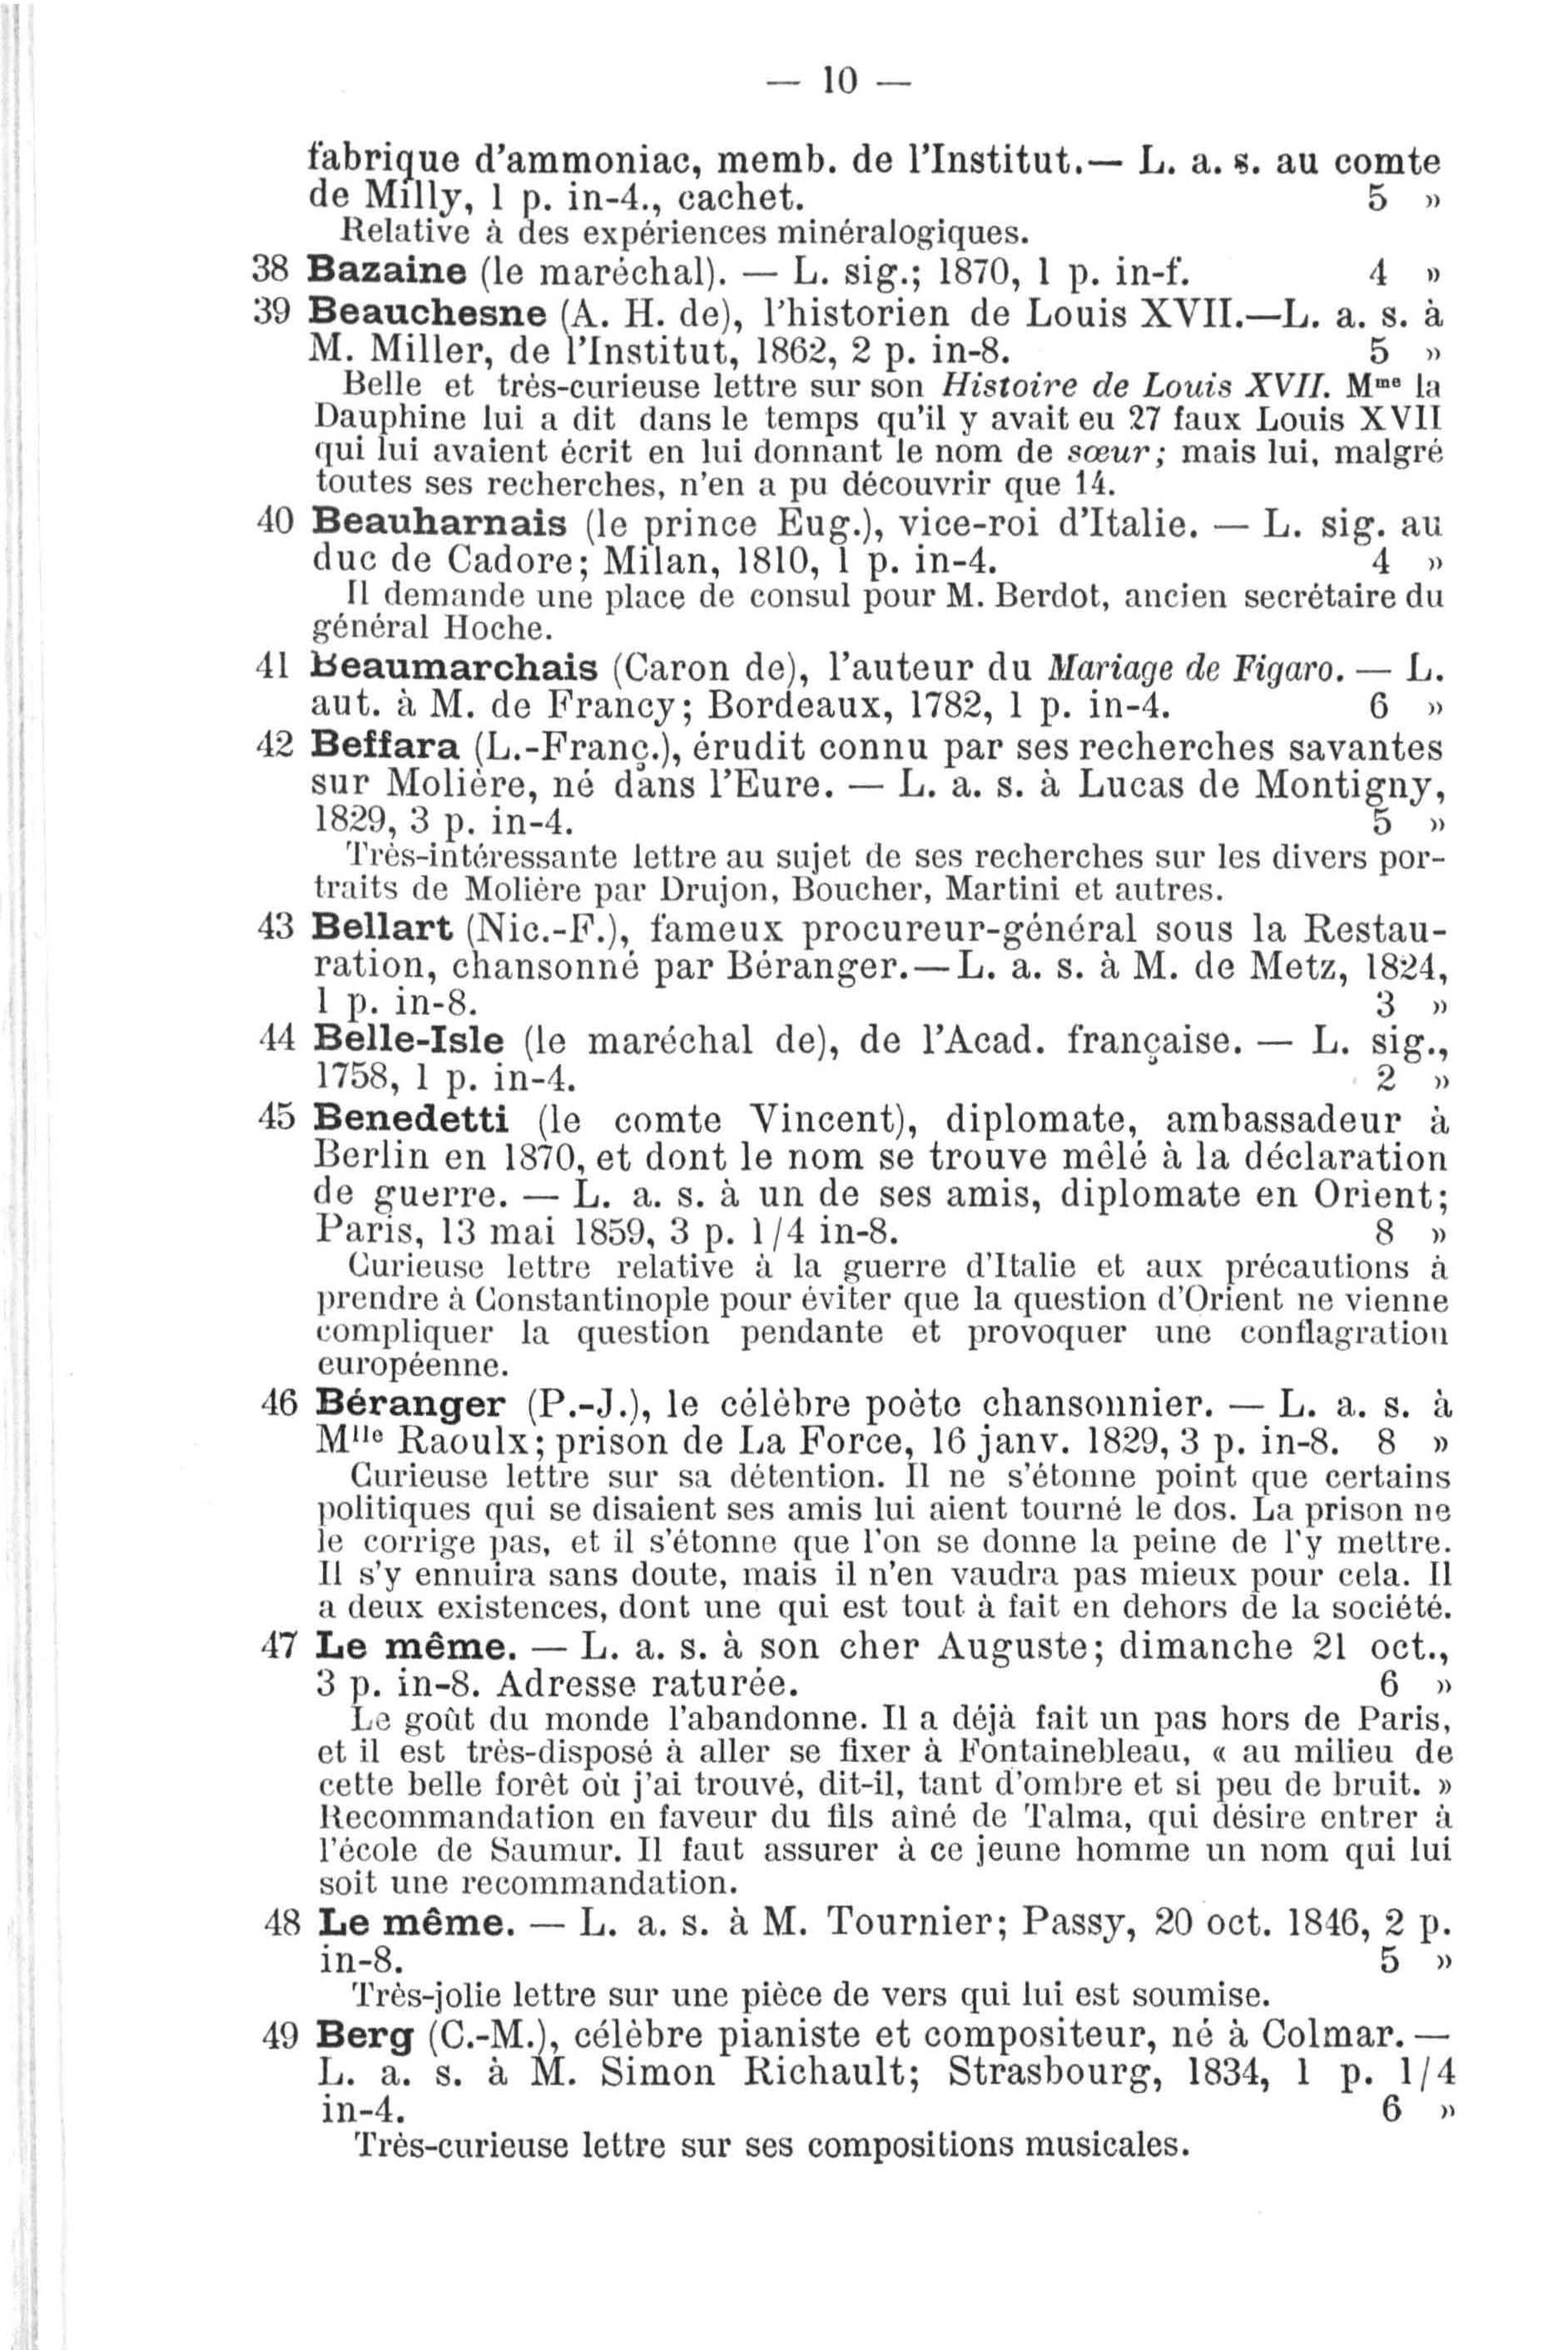 — 10 —
fabrique d'ammoniac, memb. de l'Institut.— L. a. s. au comte
de Milly, 1 p. in-4., cachet. 5 »
Relative à des expériences minéralogiques.
38 Bazaine (le maréchal). — L. sig.; 1870, 1 p. in-f. 4 »
39 Beauchesne (A. H. de), l'historien de Louis XVII.—L. a. s. à
M. Miller, de l'Institut, 1862, 2 p. in-8. 5 »
Belle et très-curieuse lettre sur son Histoire de Louis XVII. Mme la
Dauphine lui a dit dans le temps qu'il y avait eu 27 faux Louis XVII
qui lui avaient écrit en lui donnant le nom de sœur; mais lui, malgré
toutes ses recherches, n'en a pu découvrir que 14.
40 Beauharnais (le prince Eug.), vice-roi d'Italie. — L. sig. au
duc de Cadore; Milan, 1810, 1 p. in-4. 4 »
Il demande une place de consul pour M. Berdot, ancien secrétaire du
général Hoche.
41 Beaumarchais (Caron de), l'auteur du Mariage de Figaro. — L.
aut. à M. de Francy; Bordeaux, 1782, 1 p. in-4. 6 »
42 Beffara (L.-Franç.), érudit connu par ses recherches savantes
sur Molière, né dans l'Eure. — L. a. s. à Lucas de Montigny,
1829, 3 p. in-4. 5 »
Très-intéressante lettre au sujet de ses recherches sur les divers por-
traits de Molière par Drujon, Boucher, Martini et autres.
43 Bellart (Nic.-F.), fameux procureur-général sous la Restau-
ration, chansonné par Béranger.— L. a. s. à M. de Metz, 1824,
1 p. in-8. 3 »
44 Belle-Isle (le maréchal de), de l'Acad. française. — L. sig.,
1758, 1 p. in-4. 2 »
45 Benedetti (le comte Vincent), diplomate, ambassadeur à
Berlin en 1870, et dont le nom se trouve mêlé à la déclaration
de guerre. — L. a. s. à un de ses amis, diplomate en Orient;
Paris, 13 mai 1859, 3 p. 1/4 in-8. 8 »
Curieuse lettre relative à la guerre d'Italie et aux précautions à
prendre à Constantinople pour éviter que la question d'Orient ne vienne
compliquer la question pendante et provoquer une conflagration
européenne.
46 Béranger (P.-J.), le célèbre poète chansonnier. — L. a. s. à
Mlle Raoulx; prison de La Force, 16 janv. 1829, 3 p. in-8. 8 »
Curieuse lettre sur sa détention. Il ne s'étonne point que certains
politiques qui se disaient ses amis lui aient tourné le dos. La prison ne
le corrige pas, et il s'étonne que l'on se donne la peine de l'y mettre.
Il s'y ennuira sans doute, mais il n'en vaudra pas mieux pour cela. Il
a deux existences, dont une qui est tout à fait en dehors de la société.
47 Le même. — L. a. s. à son cher Auguste; dimanche 21 oct.,
3 p. in-8. Adresse raturée. 6 »
Le goût du monde l'abandonne. Il a déjà fait un pas hors de Paris,
et il est très-disposé à aller se fixer à Fontainebleau, « au milieu de
cette belle forêt où j'ai trouvé, dit-il, tant d'ombre et si peu de bruit. »
Recommandation en faveur du fils aîné de Talma, qui désire entrer à
l'école de Saumur. Il faut assurer à ce jeune homme un nom qui lui
soit une recommandation.
48 Le même. — L. a. s. à M. Tournier; Passy, 20 oct. 1846, 2 p.
in-8. 5 »
Très-jolie lettre sur une pièce de vers qui lui est soumise.
49 Berg (C.-M.), célèbre pianiste et compositeur, né à Colmar. —
L. a. s. à M. Simon Richault; Strasbourg, 1834, 1 p. 1/4
in-4. 6 »
Très-curieuse lettre sur ses compositions musicales.